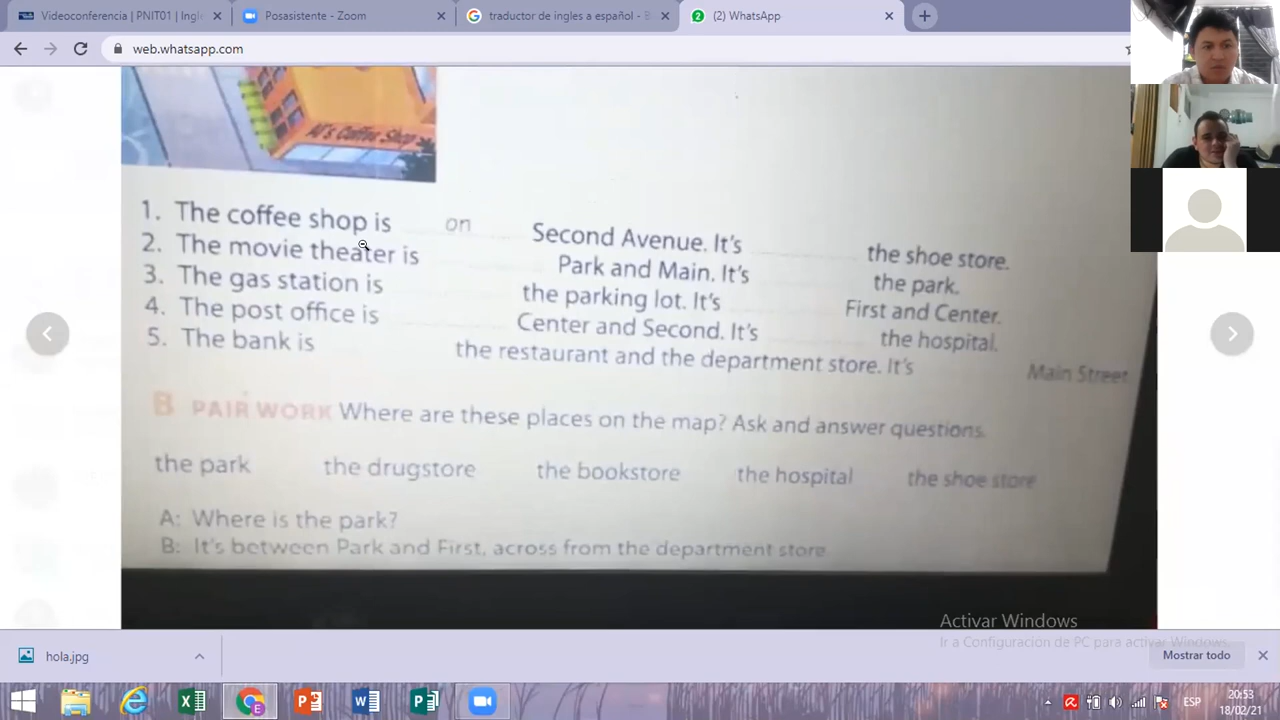 Videoconferencia | PNIT01 | Ingl
Posasistente - Zoom
traductor de ingles a español - B
(2) WhatsApp
web.whatsapp.com
Al's Coffee Shop
1. The coffee shop is on Second Avenue. It's the shoe store.
2. The movie theater is Park and Main. It's the park.
3. The gas station is the parking lot. It's First and Center.
4. The post office is Center and Second. It's the hospital.
5. The bank is the restaurant and the department store. It's Main Street
B PAIR WORK Where are these places on the map? Ask and answer questions.
the park the drugstore the bookstore the hospital the shoe store
A: Where is the park?
B: It's between Park and First, across from the department store
Activar Windows
Ir a Configuración de PC para activar Windows.
hola.jpg
Mostrar todo
ESP
20:53
18/02/21